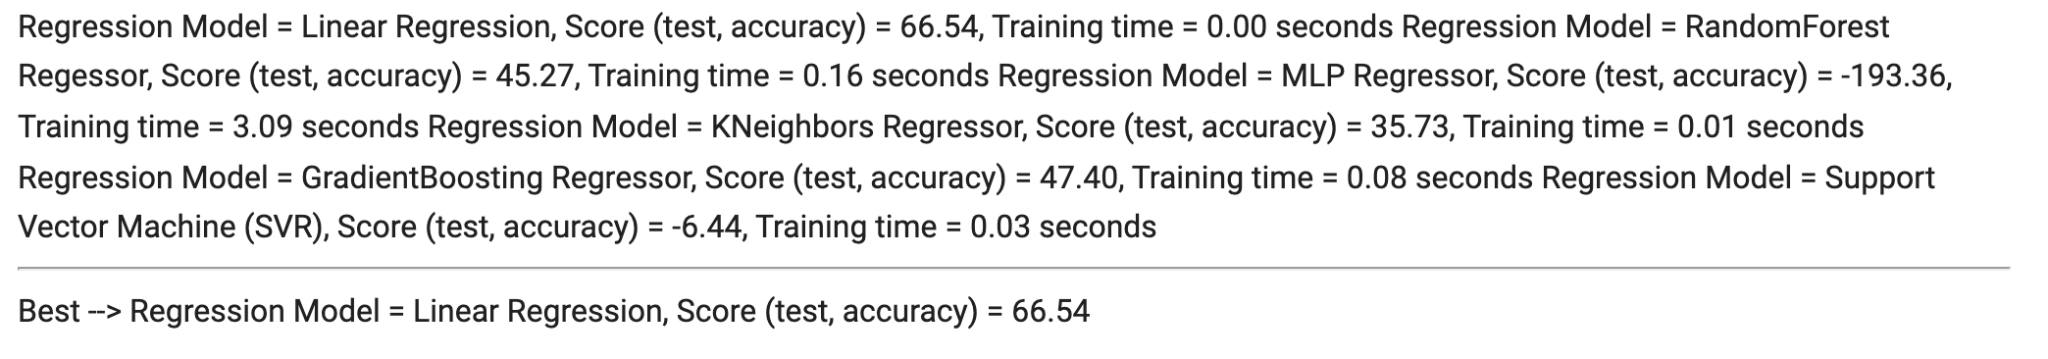 Regression Model = Linear Regression, Score (test, accuracy) = 66.54, Training time = 0.00 seconds Regression Model = RandomForest
Regessor, Score (test, accuracy) = 45.27, Training time = 0.16 seconds Regression Model = MLP Regressor, Score (test, accuracy) = -193.36,
Training time = 3.09 seconds Regression Model = KNeighbors Regressor, Score (test, accuracy) = 35.73, Training time = 0.01 seconds
Regression Model = GradientBoosting Regressor, Score (test, accuracy) = 47.40, Training time = 0.08 seconds Regression Model = Support
Vector Machine (SVR), Score (test, accuracy) = -6.44, Training time = 0.03 seconds
Best --> Regression Model = Linear Regression, Score (test, accuracy) = 66.54